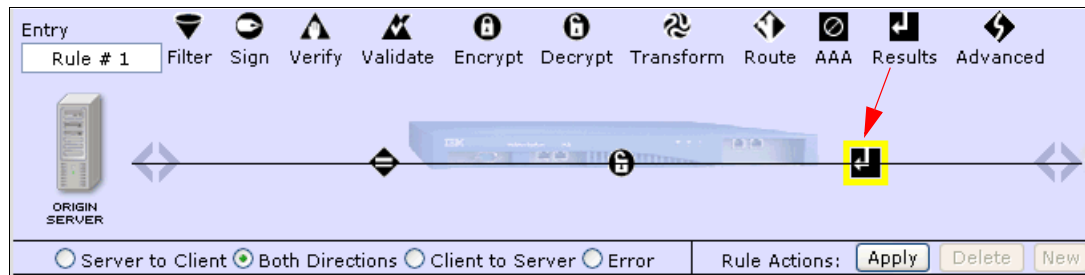 Entry
Rule # 1
Filter Sign Verify Validate Encrypt Decrypt Transform Route AAA Results Advanced
IBM
ORIGIN
SERVER
Server to Client Both Directions Client to Server Error Rule Actions: Apply Delete New